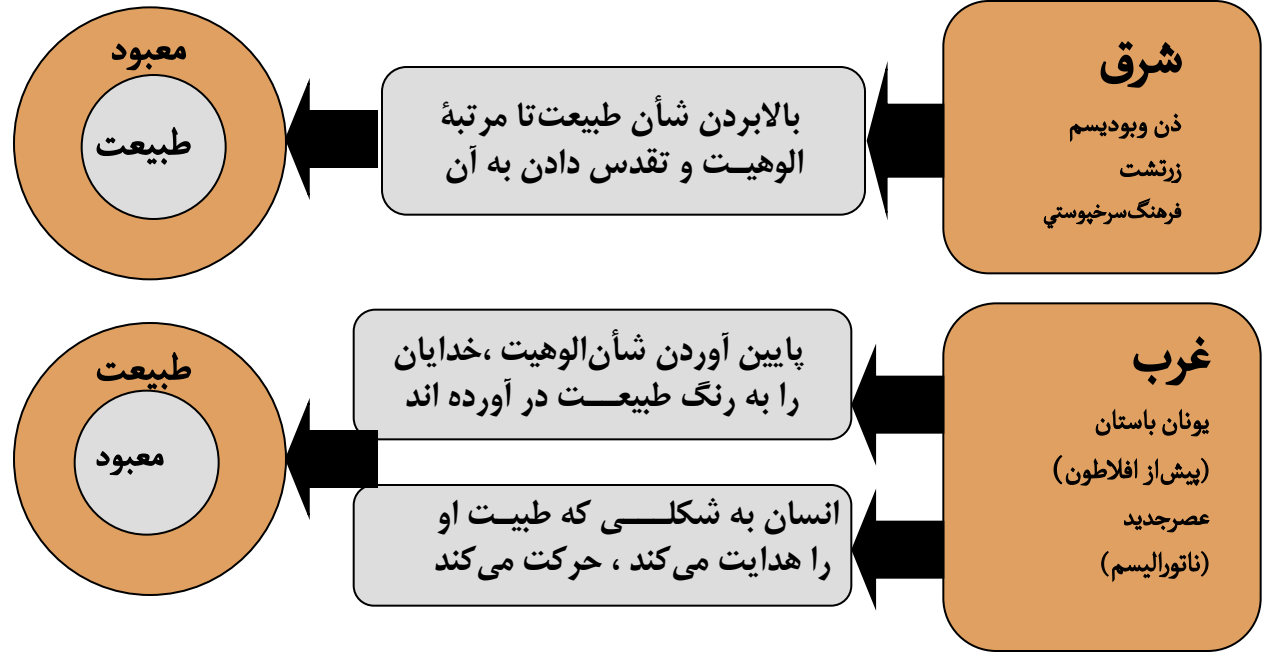 شرق
ذن وبودیسم
زرتشت
فرهنگ‌سرخپوستي
بالابردن شأن طبیعت‌تا مرتبهٔ
الوهیـت و تقدس دادن به آن
معبود
طبیعت
غرب
یونان باستان
(پیش‌از افلاطون)
عصرجدید
(ناتورالیسم)
پایین آوردن شأن‌الوهیت ،خدایان
را به رنگ طبیعـــت در آورده اند
انسان به شکلـــــی که طبیـت او
را هدایت می‌کند ، حرکت می‌کند
طبیعت
معبود